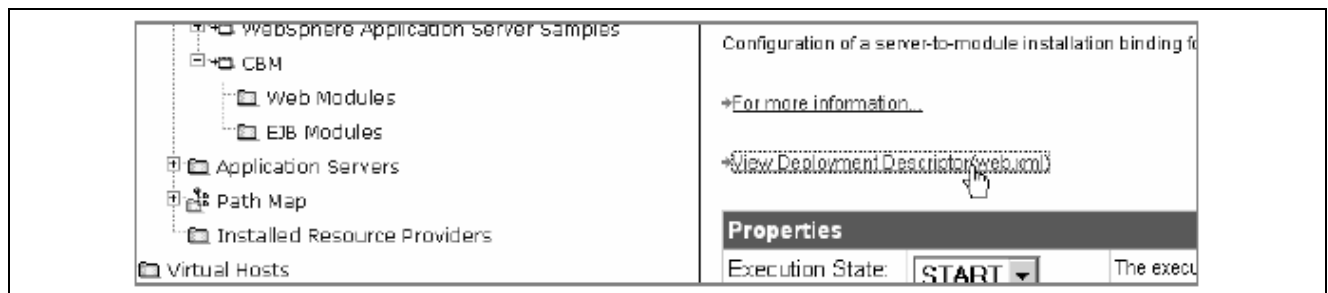 WebSphere Application Server Samples
CBM
Web Modules
EJB Modules
Application Servers
Path Map
Installed Resource Providers
Virtual Hosts
Configuration of a server-to-module installation binding fo
For more information...
View Deployment Descriptor(web.xml)
Properties
Execution State: START The execu